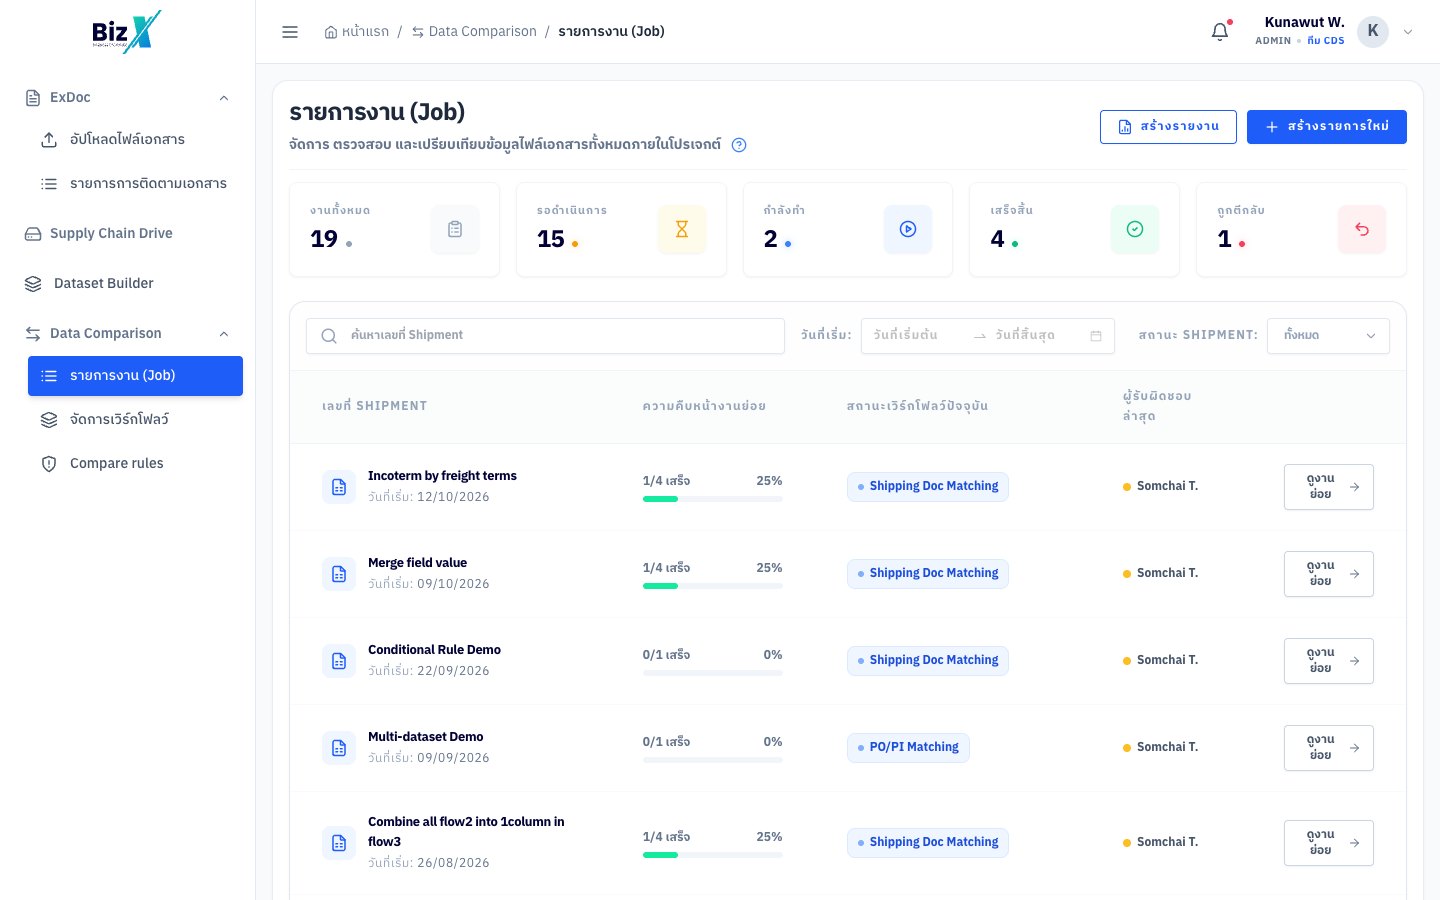 BizX
ExDoc
อัปโหลดไฟล์เอกสาร
รายการการติดตามเอกสาร
Supply Chain Drive
Dataset Builder
Data Comparison
รายการงาน (Job)
จัดการเวิร์กโฟลว์
Compare rules
หน้าแรก / Data Comparison / รายการงาน (Job)
Kunawut W.
ADMIN ทีม CDS
K
รายการงาน (Job)
จัดการ ตรวจสอบ และเปรียบเทียบข้อมูลไฟล์เอกสารทั้งหมดภายในโปรเจกต์
สร้างรายงาน
สร้างรายการใหม่
งานทั้งหมด
19
รอดำเนินการ
15
กำลังทำ
2
เสร็จสิ้น
4
ถูกตีกลับ
1
ค้นหาเลขที่ Shipment
วันที่เริ่ม: วันที่เริ่มต้น วันที่สิ้นสุด
สถานะ SHIPMENT: ทั้งหมด
เลขที่ SHIPMENT ความคืบหน้างานย่อย สถานะเวิร์กโฟลว์ปัจจุบัน ผู้รับผิดชอบ
ล่าสุด
Incoterm by freight terms
วันที่เริ่ม: 12/10/2026
1/4 เสร็จ 25%
Shipping Doc Matching
Somchai T.
ดูงาน
ย่อย
Merge field value
วันที่เริ่ม: 09/10/2026
1/4 เสร็จ 25%
Shipping Doc Matching
Somchai T.
ดูงาน
ย่อย
Conditional Rule Demo
วันที่เริ่ม: 22/09/2026
0/1 เสร็จ 0%
Shipping Doc Matching
Somchai T.
ดูงาน
ย่อย
Multi-dataset Demo
วันที่เริ่ม: 09/09/2026
0/1 เสร็จ 0%
PO/PI Matching
Somchai T.
ดูงาน
ย่อย
Combine all flow2 into 1column in
flow3
วันที่เริ่ม: 26/08/2026
1/4 เสร็จ 25%
Shipping Doc Matching
Somchai T.
ดูงาน
ย่อย